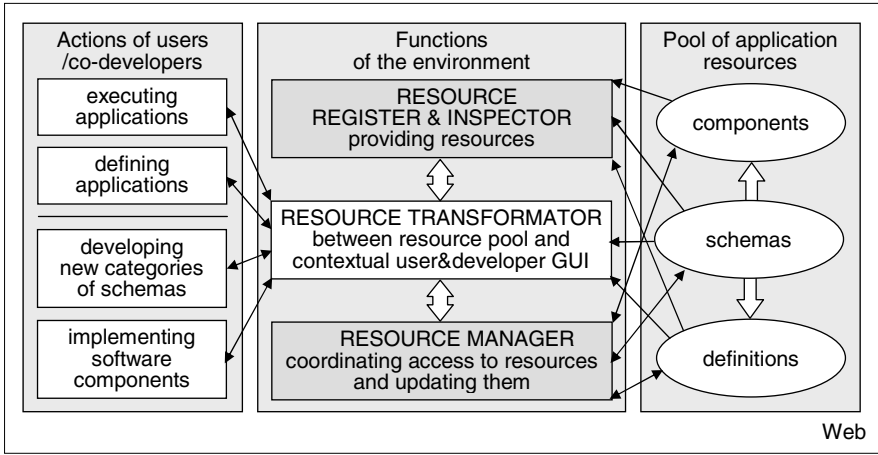 Actions of users
/co-developers
executing
applications
defining
applications
developing
new categories
of schemas
implementing
software
components
Functions
of the environment
RESOURCE
REGISTER & INSPECTOR
providing resources
RESOURCE TRANSFORMATOR
between resource pool and
contextual user&developer GUI
RESOURCE MANAGER
coordinating access to resources
and updating them
Pool of application
resources
components
schemas
definitions
Web